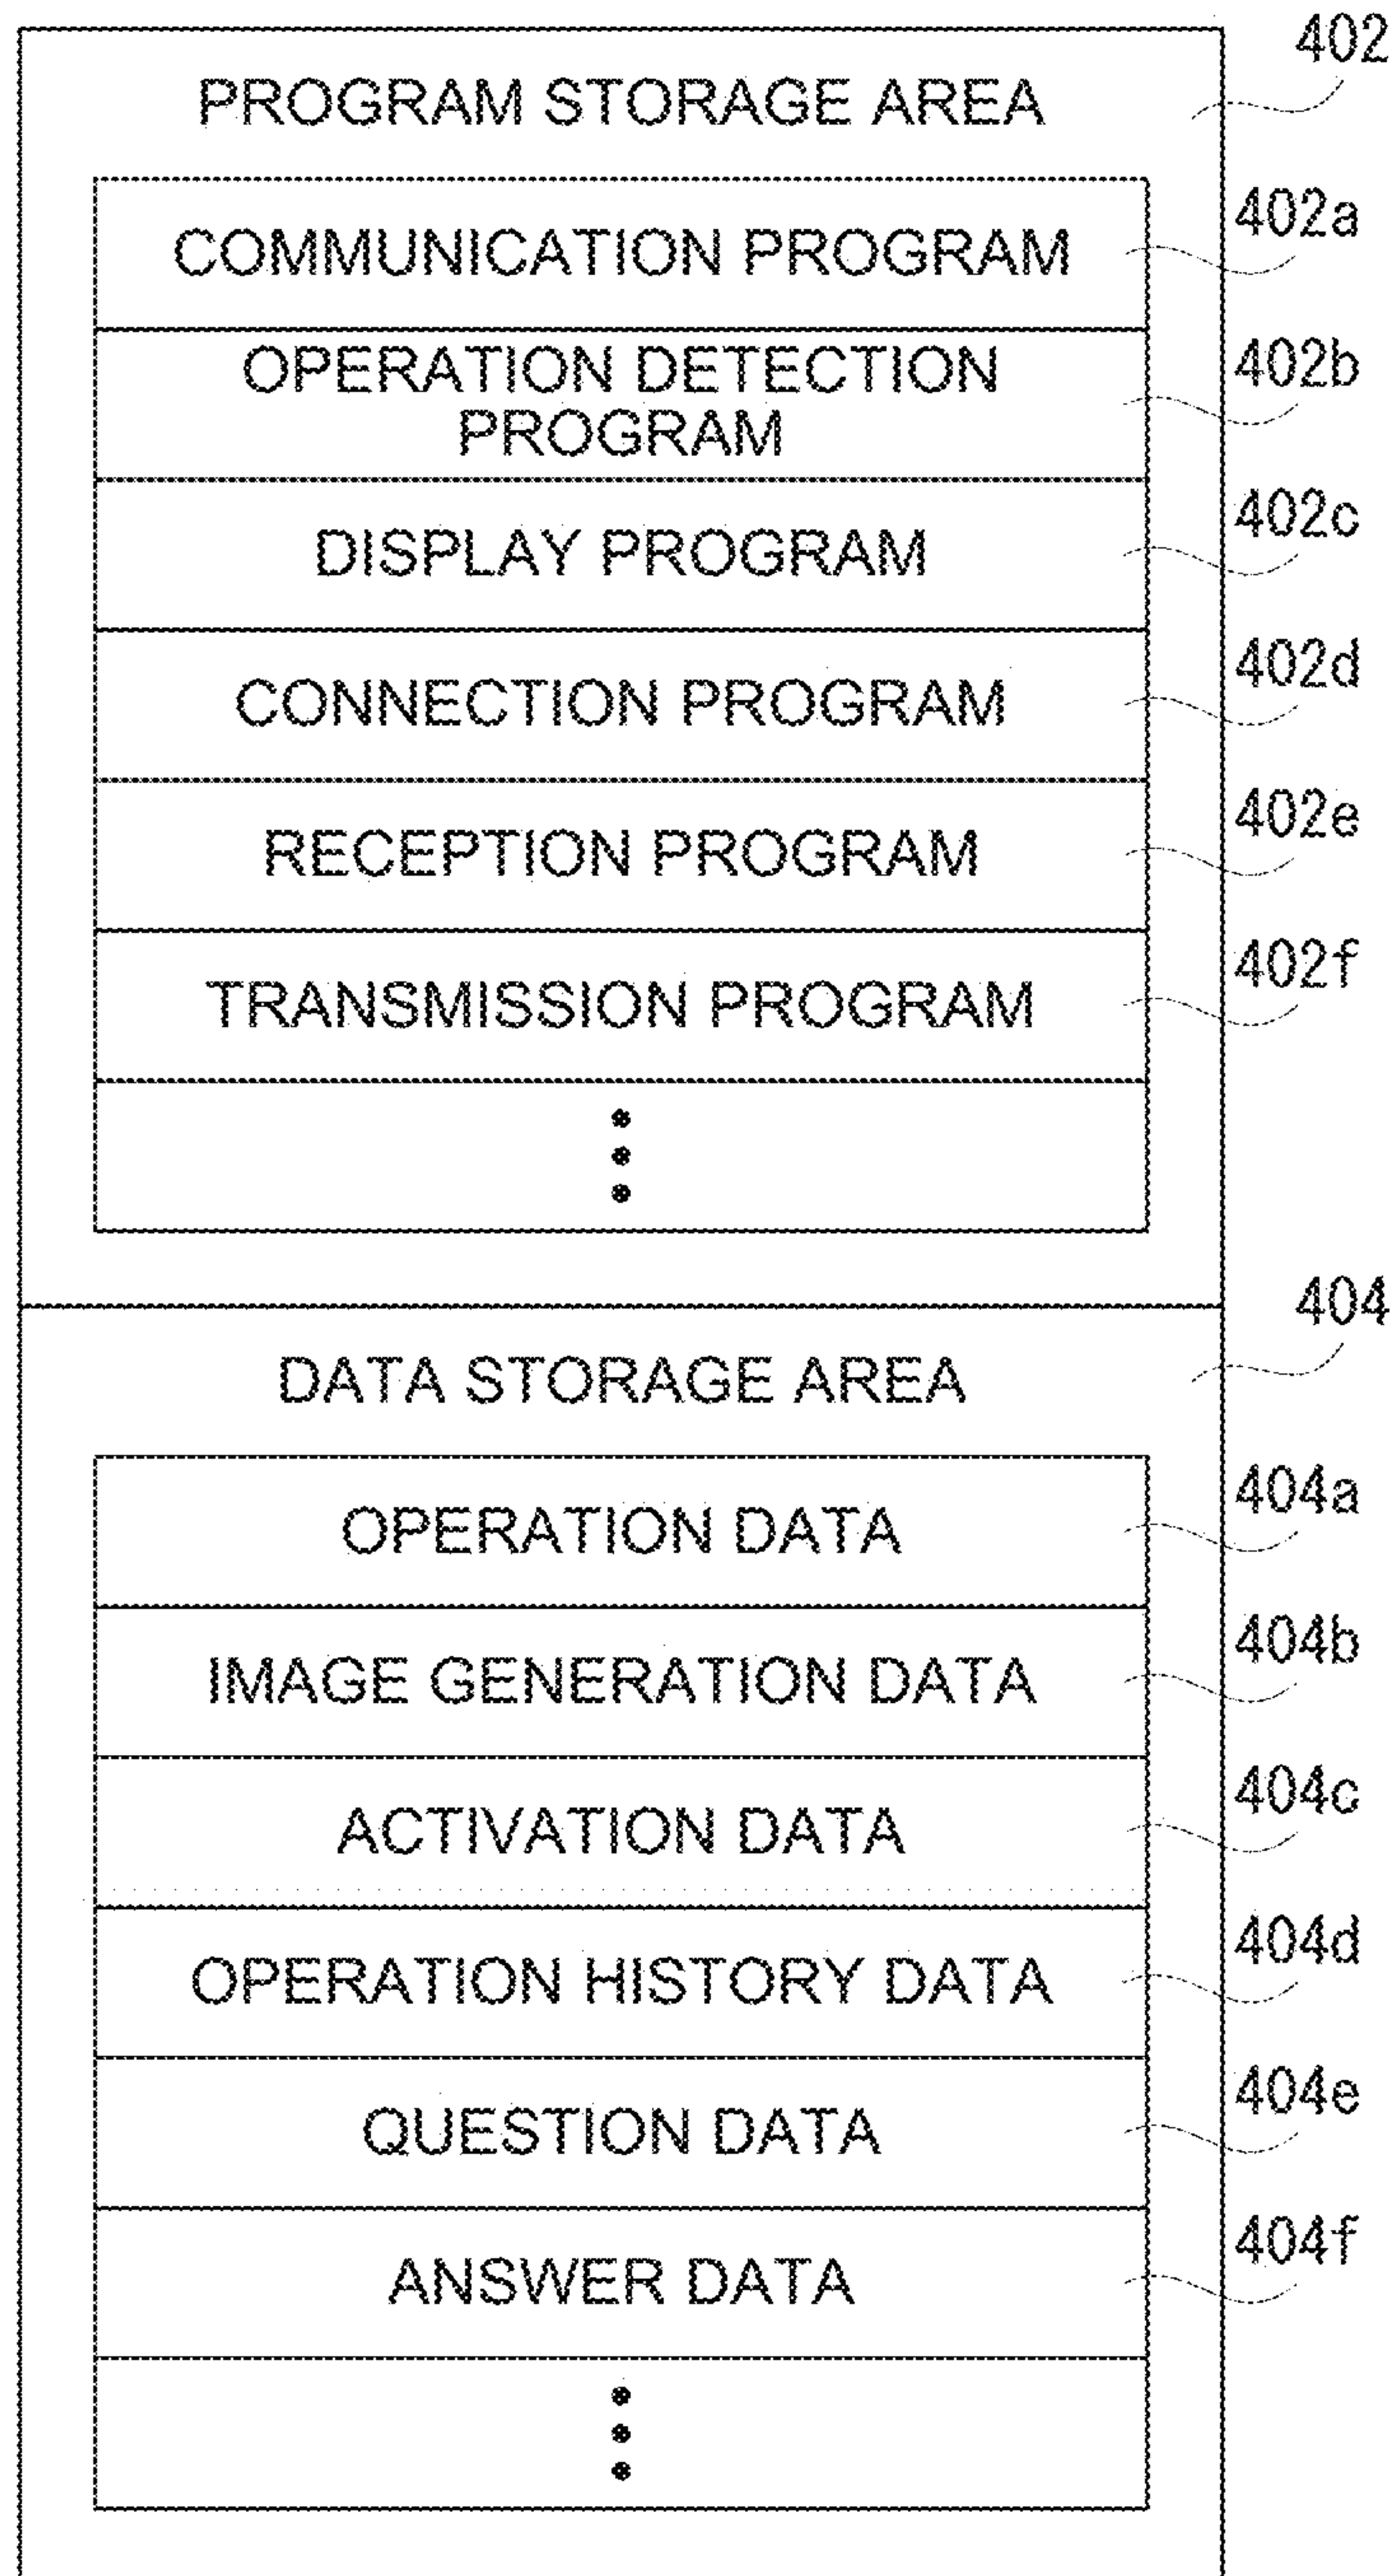 402
PROGRAM STORAGE AREA
402a
COMMUNICATION PROGRAM
402b
OPERATION DETECTION
PROGRAM
402c
DISPLAY PROGRAM
402d
CONNECTION PROGRAM
402e
RECEPTION PROGRAM
402f
TRANSMISSION PROGRAM
404
DATA STORAGE AREA
404a
OPERATION DATA
404b
IMAGE GENERATION DATA
404c
ACTIVATION DATA
404d
OPERATION HISTORY DATA
404e
QUESTION DATA
404f
ANSWER DATA